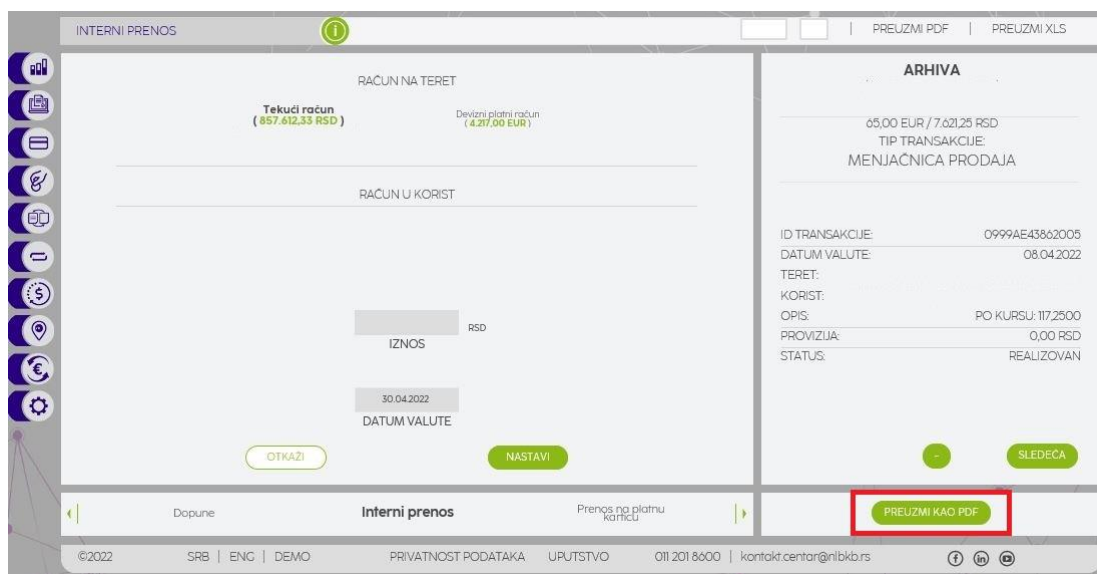 INTERNI PRENOS
i
| PREUZMI PDF | PREUZMI XLS
RAČUN NA TERET
Tekući račun
( 857.612,33 RSD )
Devizni platni račun
( 4.217,00 EUR )
RAČUN U KORIST
RSD
IZNOS
30.04.2022
DATUM VALUTE
OTKAŽI
NASTAVI
ARHIVA
65,00 EUR / 7.621,25 RSD
TIP TRANSAKCIJE:
MENJAČNICA PRODAJA
ID TRANSAKCIJE: 0999AE43862005
DATUM VALUTE: 08.04.2022
TERET:
KORIST:
OPIS: PO KURSU: 117,2500
PROVIZIJA: 0,00 RSD
STATUS: REALIZOVAN
-
SLEDEĆA
Dopune
Interni prenos
Prenos na platnu
karticu
PREUZMI KAO PDF
©2022 SRB | ENG | DEMO PRIVATNOST PODATAKA UPUTSTVO 011 201 8600 | kontakt.centar@nlbkb.rs